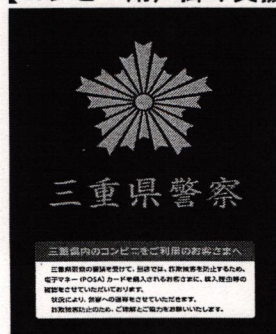 三重県警察
三重県内のコンビニをご利用のお客さまへ
三重県警察の要請を受けて、当店では、詐欺被害を防止するため、
電子マネー(POSA)カードを購入されるお客さまに、購入理由等の
確認をさせていただいております。
状況により、警察への通報をさせていただきます。
詐欺被害防止のため、ご理解とご協力をお願いいたします。